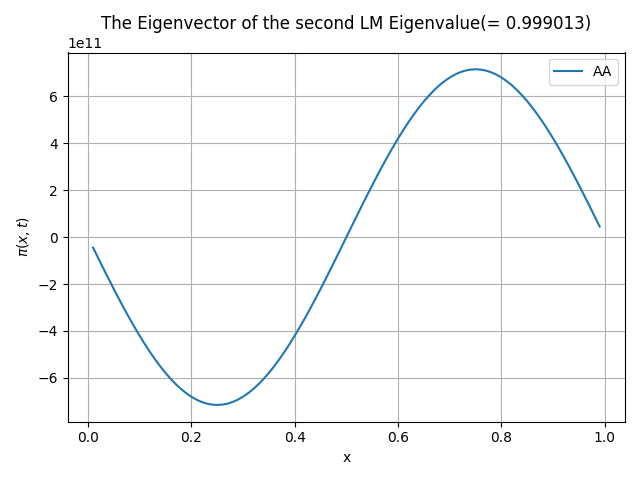 The Eigenvector of the second LM Eigenvalue(= 0.999013)
1e11
AA
6
4
2
0
−2
−4
−6
π(x, t)
0.0 0.2 0.4 0.6 0.8 1.0
x